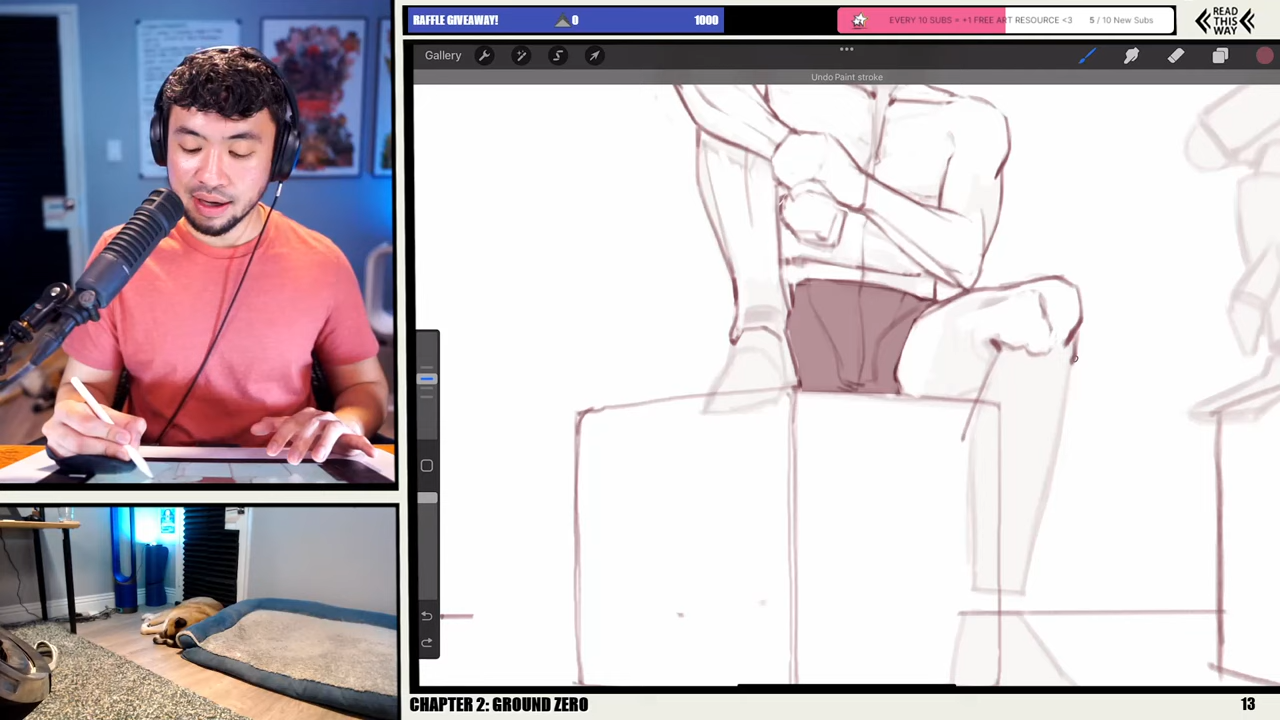 RAFFLE GIVEAWAY! 0 1000
EVERY 10 SUBS = +1 FREE ART RESOURCE <3 5 / 10 New Subs
READ
THIS
WAY
Gallery
Undo Paint stroke
CHAPTER 2: GROUND ZERO
13